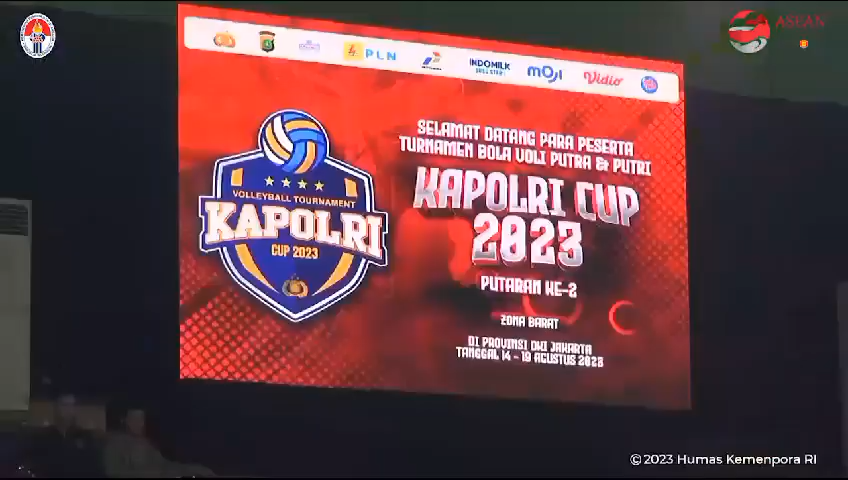 ASEAN
PLN
INDOMILK
moji
Vidio
SELAMAT DATANG PARA PESERTA
TURNAMEN BOLA VOLI PUTRA & PUTRI
KAPOLRI CUP
2023
PUTARAN KE-2
ZONA BARAT
DI PROVINSI DKI JAKARTA
TANGGAL 14 - 19 AGUSTUS 2023
VOLLEYBALL TOURNAMENT
KAPOLRI
CUP 2023
©2023 Humas Kemenpora RI